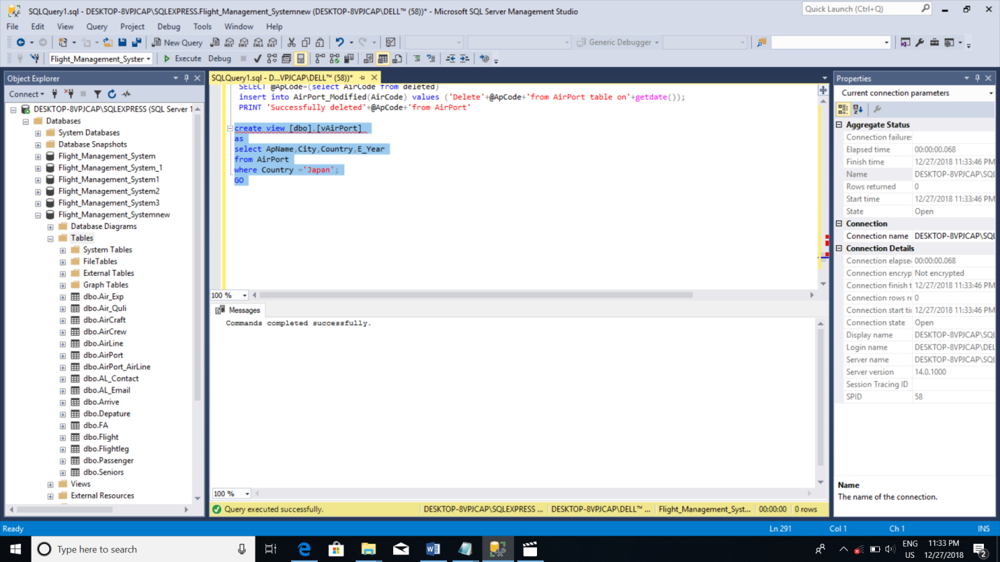 SQLQuery1.sql - DESKTOP-8VPJCAP\SQLEXPRESS.Flight_Management_Systemnew (DESKTOP-8VPJCAP\DELL™ (58))* - Microsoft SQL Server Management Studio
Quick Launch (Ctrl+Q)
File Edit View Query Project Debug Tools Window Help
New Query
MDX DMX XMLA DAX
Generic Debugger
Flight_Management_Syster
Execute Debug
Object Explorer
Connect
DESKTOP-8VPJCAP\SQLEXPRESS (SQL Server 1
Databases
System Databases
Database Snapshots
Flight_Management_System
Flight_Management_System_1
Flight_Management_System1
Flight_Management_System2
Flight_Management_System3
Flight_Management_Systemnew
Database Diagrams
Tables
System Tables
FileTables
External Tables
Graph Tables
dbo.Air_Exp
dbo.Air_Quli
dbo.AirCraft
dbo.AirCrew
dbo.AirLine
dbo.AirPort
dbo.AirPort_AirLine
dbo.AL_Contact
dbo.AL_Email
dbo.Arrive
dbo.Depature
dbo.FA
dbo.Flight
dbo.Flightleg
dbo.Passenger
dbo.Seniors
Views
External Resources
SQLQuery1.sql - D...VPJCAP\DELL™ (58))*
SELECT @ApCode=(select AirCode from deleted)
insert into AirPort_Modified(AirCode) values ('Delete'+@ApCode+'from AirPort table on'+getdate());
PRINT 'Successfully deleted'+@ApCode+'from AirPort'
create view [dbo].[vAirPort]
as
select ApName,City,Country,E_Year
from AirPort
where Country ='Japan';
GO
100 %
Messages
Commands completed successfully.
100 %
Query executed successfully. DESKTOP-8VPJCAP\SQLEXPRESS ... DESKTOP-8VPJCAP\DELL™ ... Flight_Management_Syst... 00:00:00 0 rows
Properties
Current connection parameters
Aggregate Status
Connection failure:
Elapsed time 00:00:00.068
Finish time 12/27/2018 11:33:46 PM
Name DESKTOP-8VPJCAP\SQL
Rows returned 0
Start time 12/27/2018 11:33:46 PM
State Open
Connection
Connection name DESKTOP-8VPJCAP\SQL
Connection Details
Connection elapse 00:00:00.068
Connection encryp Not encrypted
Connection finish t 12/27/2018 11:33:46 PM
Connection rows re 0
Connection start ti 12/27/2018 11:33:46 PM
Connection state Open
Display name DESKTOP-8VPJCAP\SQL
Login name DESKTOP-8VPJCAP\DEL
Server name DESKTOP-8VPJCAP\SQL
Server version 14.0.1000
Session Tracing ID
SPID 58
Name
The name of the connection.
Ready Ln 291 Col 1 Ch 1 INS
Type here to search
ENG
US
11:33 PM
12/27/2018
2